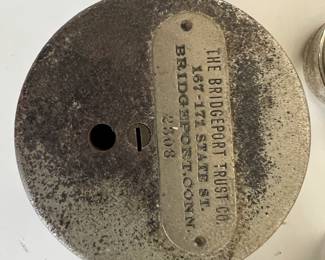 THE BRIDGEPORT TRUST CO.
167-171 STATE ST.
BRIDGEPORT.CONN.
2308